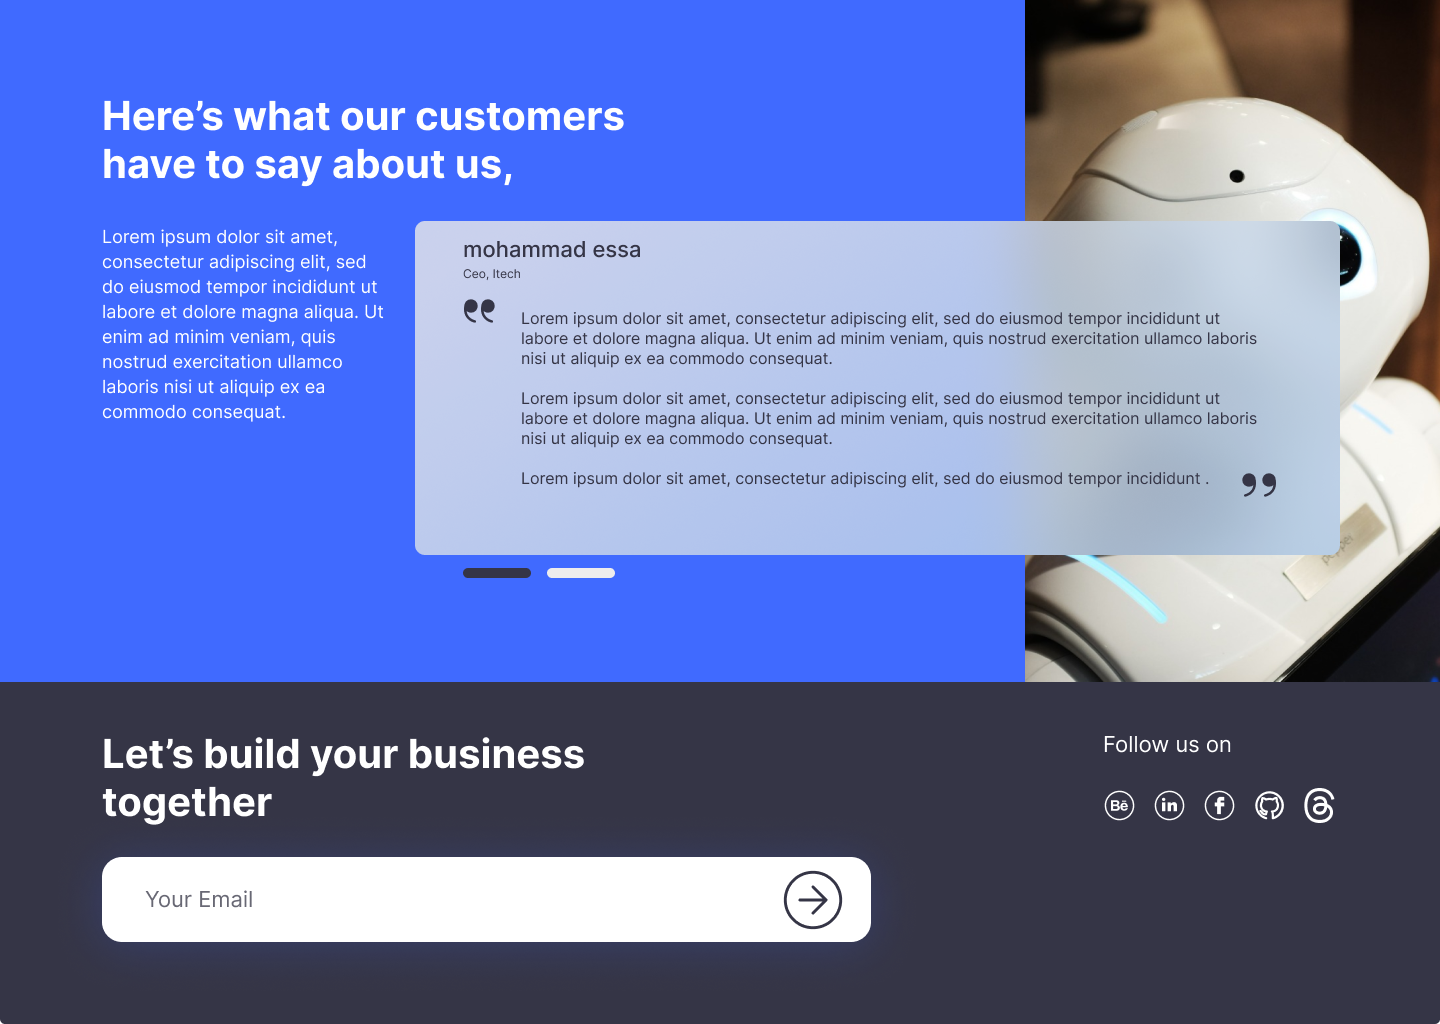 Here’s what our customers
have to say about us,
Lorem ipsum dolor sit amet,
consectetur adipiscing elit, sed
do eiusmod tempor incididunt ut
labore et dolore magna aliqua. Ut
enim ad minim veniam, quis
nostrud exercitation ullamco
laboris nisi ut aliquip ex ea
commodo consequat.
mohammad essa
Ceo, Itech
Lorem ipsum dolor sit amet, consectetur adipiscing elit, sed do eiusmod tempor incididunt ut
labore et dolore magna aliqua. Ut enim ad minim veniam, quis nostrud exercitation ullamco laboris
nisi ut aliquip ex ea commodo consequat.
Lorem ipsum dolor sit amet, consectetur adipiscing elit, sed do eiusmod tempor incididunt ut
labore et dolore magna aliqua. Ut enim ad minim veniam, quis nostrud exercitation ullamco laboris
nisi ut aliquip ex ea commodo consequat.
Lorem ipsum dolor sit amet, consectetur adipiscing elit, sed do eiusmod tempor incididunt .
Let’s build your business
together
Your Email
Follow us on
Bē in f